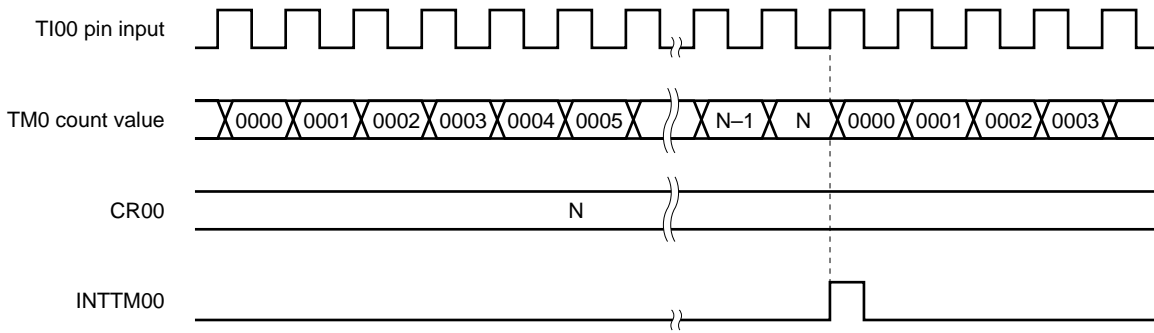 TI00 pin input
TM0 count value 0000 0001 0002 0003 0004 0005 N–1 N 0000 0001 0002 0003
CR00 N
INTTM00